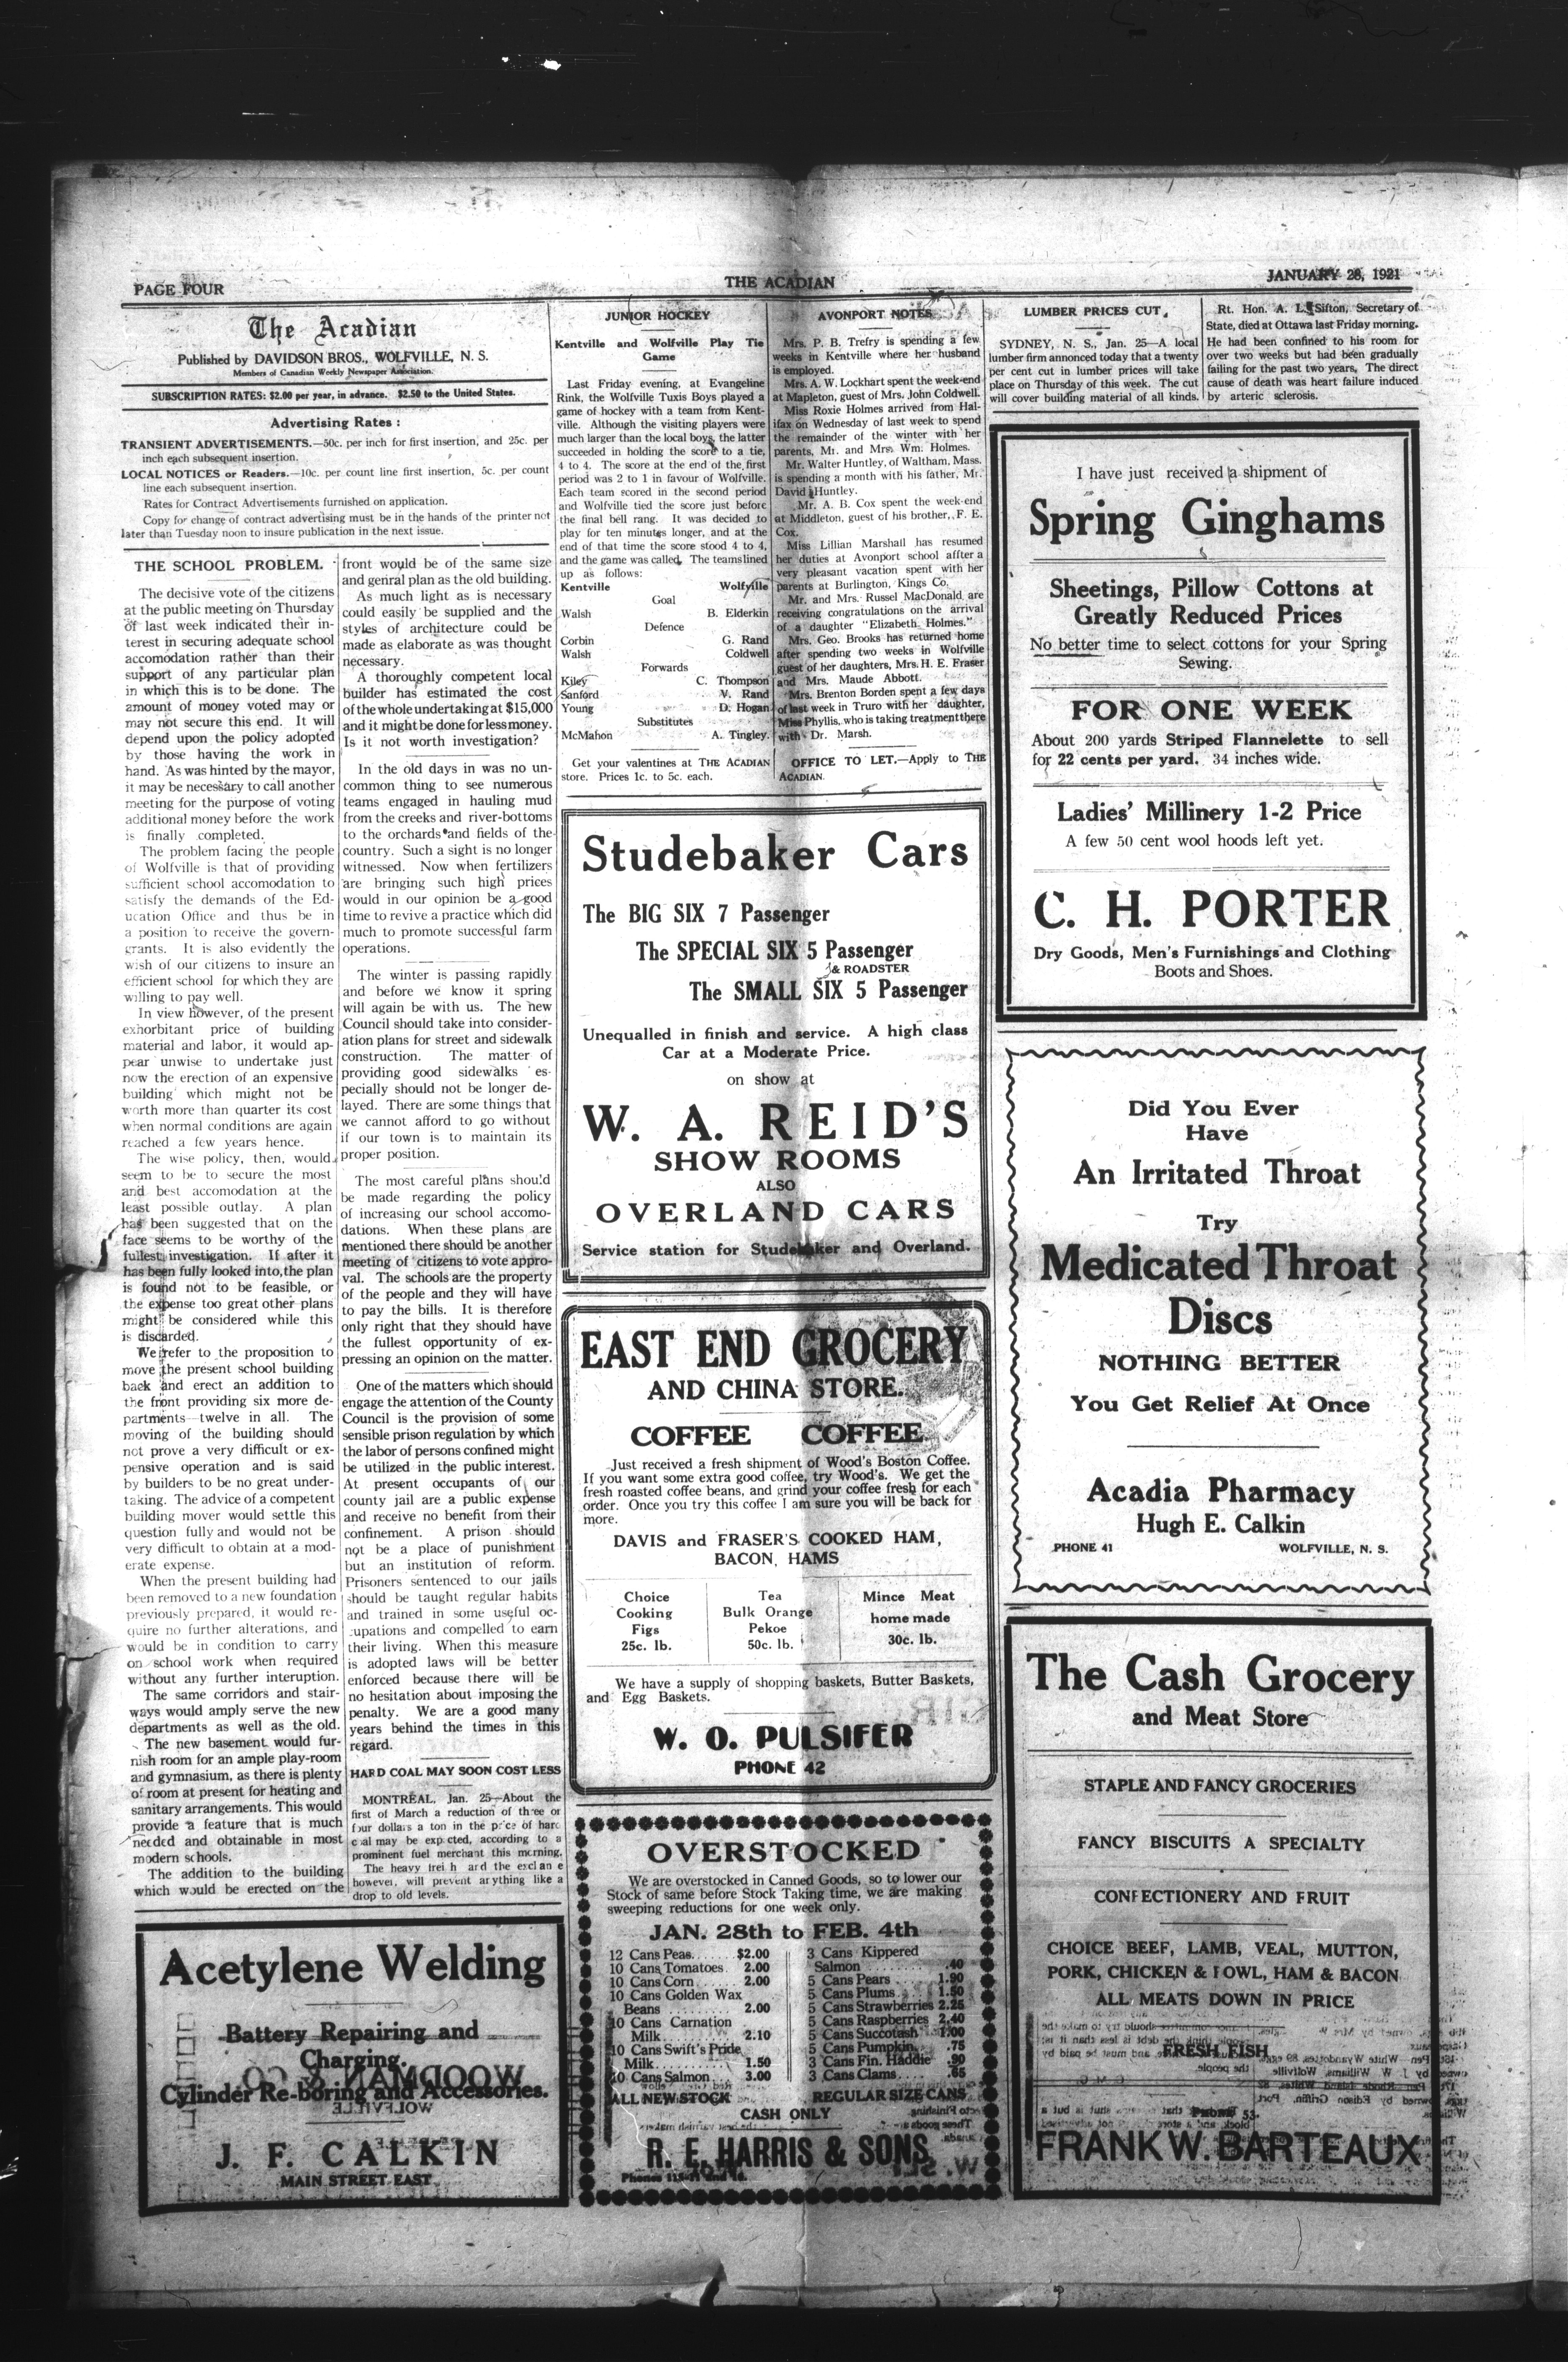 PAGE FOUR
THE ACADIAN
JANUARY 28, 1921
The Acadian
Published by DAVIDSON BROS., WOLFVILLE, N. S.
Members of Canadian Weekly Newspaper Association.
SUBSCRIPTION RATES: $2.00 per year, in advance. $2.50 to the United States.
Advertising Rates:
TRANSIENT ADVERTISEMENTS.—50c. per inch for first insertion, and 25c. per
inch each subsequent insertion.
LOCAL NOTICES or Readers.—10c. per count line first insertion, 5c. per count
line each subsequent insertion.
Rates for Contract Advertisements furnished on application.
Copy for change of contract advertising must be in the hands of the printer not
later than Tuesday noon to insure publication in the next issue.
THE SCHOOL PROBLEM.
The decisive vote of the citizens
at the public meeting on Thursday
of last week indicated their in-
terest in securing adequate school
accomodation rather than their
support of any particular plan
in which this is to be done. The
amount of money voted may or
may not secure this end. It will
depend upon the policy adopted
by those having the work in
hand. As was hinted by the mayor,
it may be necessary to call another
meeting for the purpose of voting
additional money before the work
is finally completed.
The problem facing the people
of Wolfville is that of providing
sufficient school accomodation to
satisfy the demands of the Ed-
ucation Office and thus be in
a position to receive the govern-
grants. It is also evidently the
wish of our citizens to insure an
efficient school for which they are
willing to pay well.
In view however, of the present
exhorbitant price of building
material and labor, it would ap-
pear unwise to undertake just
now the erection of an expensive
building which might not be
worth more than quarter its cost
when normal conditions are again
reached a few years hence.
The wise policy, then, would
seem to be to secure the most
and best accomodation at the
least possible outlay. A plan
has been suggested that on the
face seems to be worthy of the
fullest investigation. If after it
has been fully looked into, the plan
is found not to be feasible, or
the expense too great other plans
might be considered while this
is discarded.
We refer to the proposition to
move the present school building
back and erect an addition to
the front providing six more de-
partments—twelve in all. The
moving of the building should
not prove a very difficult or ex-
pensive operation and is said
by builders to be no great under-
taking. The advice of a competent
building mover would settle this
question fully and would not be
very difficult to obtain at a mod-
erate expense.
When the present building had
been removed to a new foundation
previously prepared, it would re-
quire no further alterations, and
would be in condition to carry
on school work when required
without any further interuption.
The same corridors and stair-
ways would amply serve the new
departments as well as the old.
The new basement would fur-
nish room for an ample play-room
and gymnasium, as there is plenty
of room at present for heating and
sanitary arrangements. This would
provide a feature that is much
needed and obtainable in most
modern schools.
The addition to the building
which would be erected on the
front would be of the same size
and genral plan as the old building.
As much light as is necessary
could easily be supplied and the
styles of architecture could be
made as elaborate as was thought
necessary.
A thoroughly competent local
builder has estimated the cost
of the whole undertaking at $15,000
and it might be done for less money.
Is it not worth investigation?
In the old days in was no un-
common thing to see numerous
teams engaged in hauling mud
from the creeks and river-bottoms
to the orchards and fields of the
country. Such a sight is no longer
witnessed. Now when fertilizers
are bringing such high prices
would in our opinion be a good
time to revive a practice which did
much to promote successful farm
operations.
The winter is passing rapidly
and before we know it spring
will again be with us. The new
Council should take into consider-
ation plans for street and sidewalk
construction. The matter of
providing good sidewalks es-
pecially should not be longer de-
layed. There are some things that
we cannot afford to go without
if our town is to maintain its
proper position.
The most careful plans should
be made regarding the policy
of increasing our school accomo-
dations. When these plans are
mentioned there should be another
meeting of citizens to vote appro-
val. The schools are the property
of the people and they will have
to pay the bills. It is therefore
only right that they should have
the fullest opportunity of ex-
pressing an opinion on the matter.
One of the matters which should
engage the attention of the County
Council is the provision of some
sensible prison regulation by which
the labor of persons confined might
be utilized in the public interest.
At present occupants of our
county jail are a public expense
and receive no benefit from their
confinement. A prison should
not be a place of punishment
but an institution of reform.
Prisoners sentenced to our jails
should be taught regular habits
and trained in some useful oc-
cupations and compelled to earn
their living. When this measure
is adopted laws will be better
enforced because there will be
no hesitation about imposing the
penalty. We are a good many
years behind the times in this
regard.
HARD COAL MAY SOON COST LESS
MONTREAL, Jan. 25—About the
first of March a reduction of three or
four dollars a ton in the price of hard
coal may be expected, according to a
prominent fuel merchant this morning.
The heavy and the
however, will prevent anything like a
drop to old levels.
JUNIOR HOCKEY
Kentville and Wolfville Play Tie
Game
Last Friday evening, at Evangeline
Rink, the Wolfville Tuxis Boys played a
game of hockey with a team from Kent-
ville. Although the visiting players were
much larger than the local boys, the latter
succeeded in holding the score to a tie,
4 to 4. The score at the end of the first
period was 2 to 1 in favour of Wolfville.
Each team scored in the second period
and Wolfville tied the score just before
the final bell rang. It was decided to
play for ten minutes longer, and at the
end of that time the score stood 4 to 4,
and the game was called. The teams lined
up as follows:
Kentville Wolfville
Goal
Walsh B. Elderkin
Defence
Corbin G. Rand
Walsh Coldwell
Forwards
Kiley C. Thompson
Sanford V. Rand
Young D. Hogan
Substitutes
McMahon A. Tingley.
Get your valentines at THE ACADIAN
store. Prices 1c. to 5c. each.
AVONPORT NOTES
Mrs. P. B. Trefry is spending a few
weeks in Kentville where her husband
is employed.
Mrs. A. W. Lockhart spent the week-end
at Mapleton, guest of Mrs. John Coldwell.
Miss Roxie Holmes arrived from Hal-
ifax on Wednesday of last week to spend
the remainder of the winter with her
parents, Mr. and Mrs. Wm. Holmes.
Mr. Walter Huntley, of Waltham, Mass.
is spending a month with his father, Mr.
David Huntley.
Mr. A. B. Cox spent the week-end
at Middleton, guest of his brother, F. E.
Cox.
Miss Lillian Marshall has resumed
her duties at Avonport school affter a
very pleasant vacation spent with her
parents at Burlington, Kings Co.
Mr. and Mrs. Russel MacDonald are
receiving congratulations on the arrival
of a daughter "Elizabeth Holmes."
Mrs. Geo. Brooks has returned home
after spending two weeks in Wolfville
guest of her daughters, Mrs. H. E. Fraser
and Mrs. Maude Abbott.
Mrs. Brenton Borden spent a few days
of last week in Truro with her daughter,
Miss Phyllis, who is taking treatment there
with Dr. Marsh.
OFFICE TO LET.—Apply to THE
ACADIAN.
LUMBER PRICES CUT
SYDNEY, N. S., Jan. 25—A local
lumber firm annonced today that a twenty
per cent cut in lumber prices will take
place on Thursday of this week. The cut
will cover building material of all kinds.
Rt. Hon. A. L. Sifton, Secretary of
State, died at Ottawa last Friday morning.
He had been confined to his room for
over two weeks but had been gradually
failing for the past two years. The direct
cause of death was heart failure induced
by arteric sclerosis.
Studebaker Cars
The BIG SIX 7 Passenger
The SPECIAL SIX 5 Passenger
& ROADSTER
The SMALL SIX 5 Passenger
Unequalled in finish and service. A high class
Car at a Moderate Price.
on show at
W. A. REID'S
SHOW ROOMS
ALSO
OVERLAND CARS
Service station for Studebaker and Overland.
EAST END GROCERY
AND CHINA STORE.
COFFEE COFFEE
Just received a fresh shipment of Wood's Boston Coffee.
If you want some extra good coffee, try Wood's. We get the
fresh roasted coffee beans, and grind your coffee fresh for each
order. Once you try this coffee I am sure you will be back for
more.
DAVIS and FRASER'S COOKED HAM,
BACON, HAMS
Choice
Cooking
Figs
25c. lb.
Tea
Bulk Orange
Pekoe
50c. lb.
Mince Meat
home made
30c. lb.
We have a supply of shopping baskets, Butter Baskets,
and Egg Baskets.
W. O. PULSIFER
PHONE 42
OVERSTOCKED
We are overstocked in Canned Goods, so to lower our
Stock of same before Stock Taking time, we are making
sweeping reductions for one week only.
JAN. 28th to FEB. 4th
12 Cans Peas $2.00
10 Cans Tomatoes 2.00
10 Cans Corn 2.00
10 Cans Golden Wax
Beans 2.00
10 Cans Carnation
Milk 2.10
10 Cans Swift's Pride
Milk 1.50
10 Cans Salmon 3.00
3 Cans Kippered
Salmon .40
5 Cans Pears 1.90
5 Cans Plums 1.50
5 Cans Strawberries 2.25
5 Cans Raspberries 2.40
5 Cans Succotash 1.00
5 Cans Pumpkin .75
3 Cans Fin. Haddie .90
3 Cans Clams .65
ALL NEW STOCK REGULAR SIZE CANS
CASH ONLY
R. E. HARRIS & SONS
I have just received a shipment of
Spring Ginghams
Sheetings, Pillow Cottons at
Greatly Reduced Prices
No better time to select cottons for your Spring
Sewing.
FOR ONE WEEK
About 200 yards Striped Flannelette to sell
for 22 cents per yard. 34 inches wide.
Ladies' Millinery 1-2 Price
A few 50 cent wool hoods left yet.
C. H. PORTER
Dry Goods, Men's Furnishings and Clothing
Boots and Shoes.
Did You Ever
Have
An Irritated Throat
Try
Medicated Throat
Discs
NOTHING BETTER
You Get Relief At Once
Acadia Pharmacy
Hugh E. Calkin
PHONE 41 WOLFVILLE, N. S.
The Cash Grocery
and Meat Store
STAPLE AND FANCY GROCERIES
FANCY BISCUITS A SPECIALTY
CONFECTIONERY AND FRUIT
CHOICE BEEF, LAMB, VEAL, MUTTON,
PORK, CHICKEN & FOWL, HAM & BACON
ALL MEATS DOWN IN PRICE
FRESH FISH
Phone 53.
FRANK W. BARTEAUX
Acetylene Welding
Battery Repairing and
Charging.
Cylinder Re-boring and Accessories.
J. F. CALKIN
MAIN STREET EAST